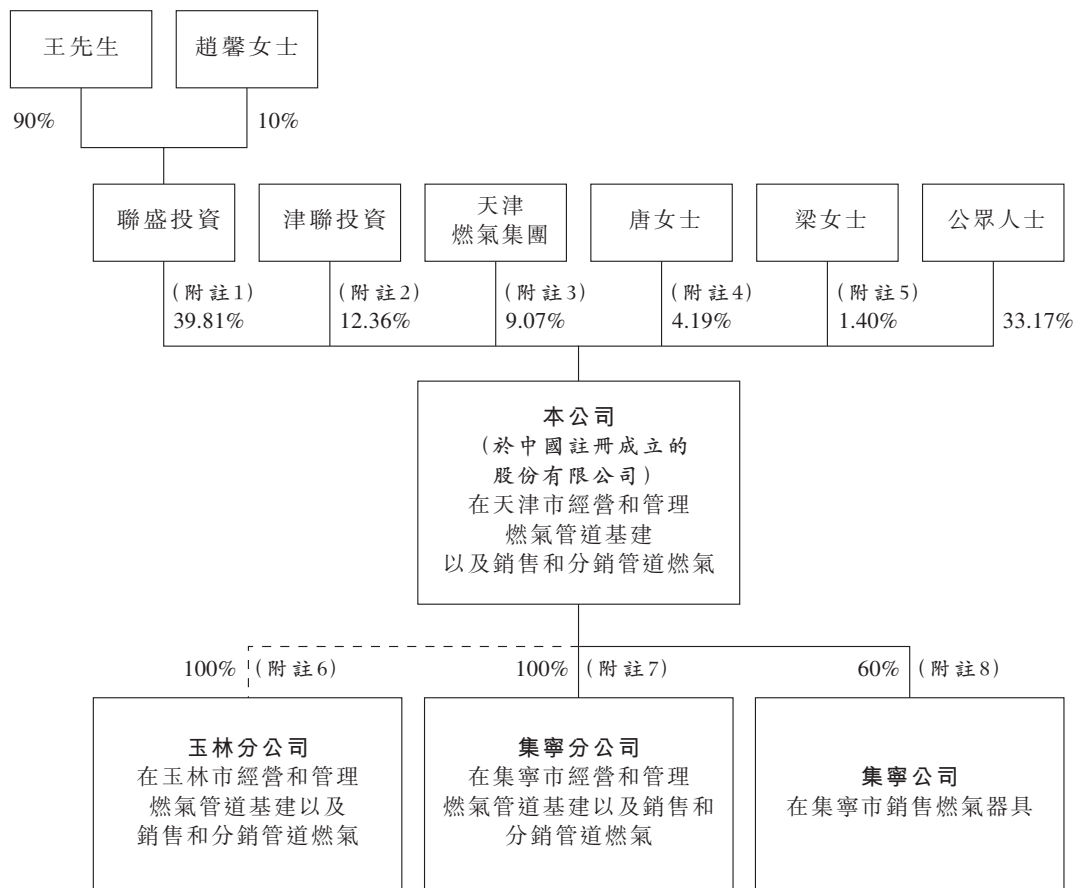 王先生
趙馨女士
90%
10%
聯盛投資
津聯投資
天津
燃氣集團
唐女士
梁女士
公眾人士
(附註1)
39.81%
(附註2)
12.36%
(附註3)
9.07%
(附註4)
4.19%
(附註5)
1.40%
33.17%
本公司
(於中國註冊成立的
股份有限公司)
在天津市經營和管理
燃氣管道基建
以及銷售和分銷管道燃氣
100% (附註6)
100% (附註7)
60% (附註8)
玉林分公司
在玉林市經營和管理
燃氣管道基建以及
銷售和分銷管道燃氣
集寧分公司
在集寧市經營和管理
燃氣管道基建以及銷售和
分銷管道燃氣
集寧公司
在集寧市銷售燃氣器具